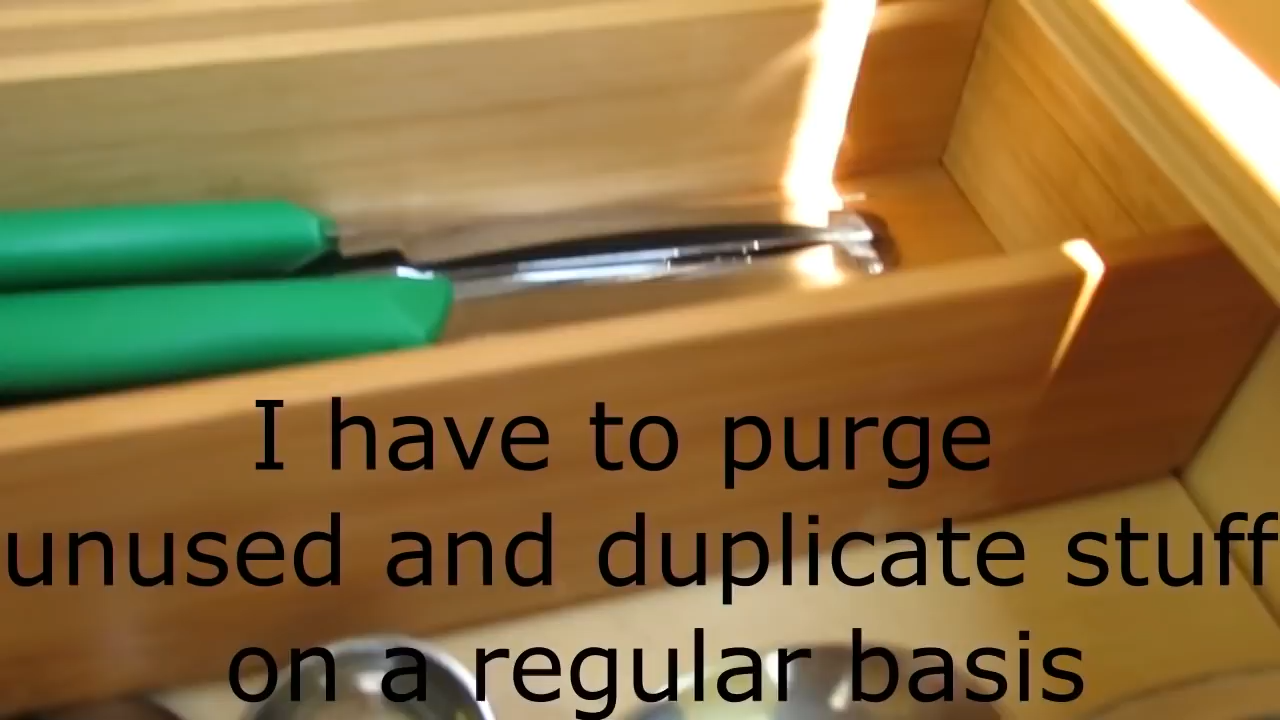 I have to purge
unused and duplicate stuff
on a regular basis